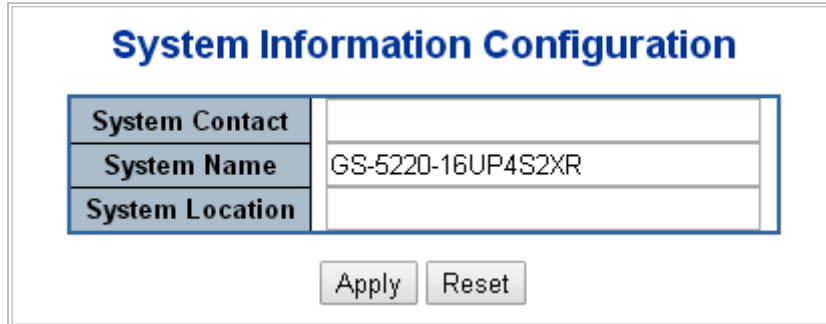 System Information Configuration
System Contact
System Name GS-5220-16UP4S2XR
System Location
Apply Reset